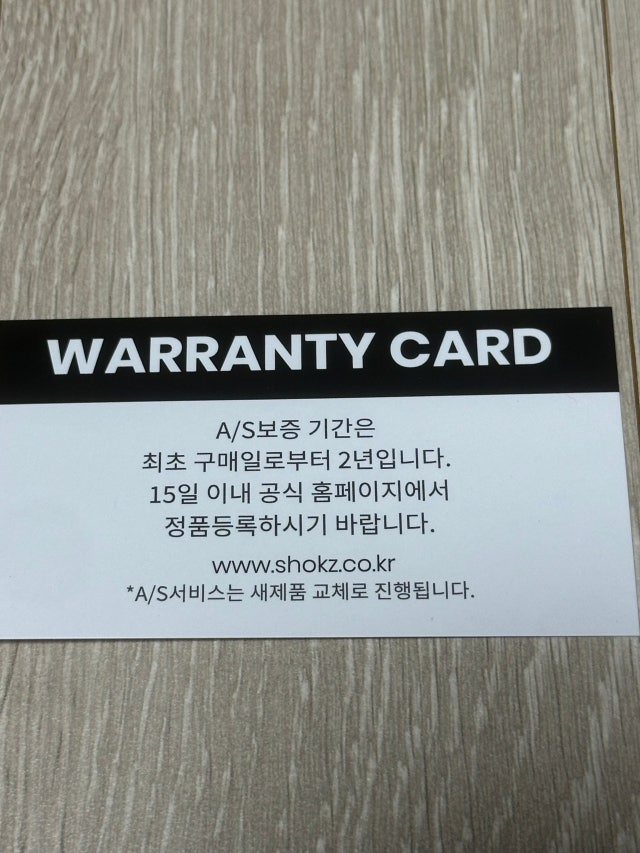 WARRANTY CARD
A/S보증 기간은
최초 구매일로부터 2년입니다.
15일 이내 공식 홈페이지에서
정품등록하시기 바랍니다.
www.shokz.co.kr
*A/S서비스는 새제품 교체로 진행됩니다.